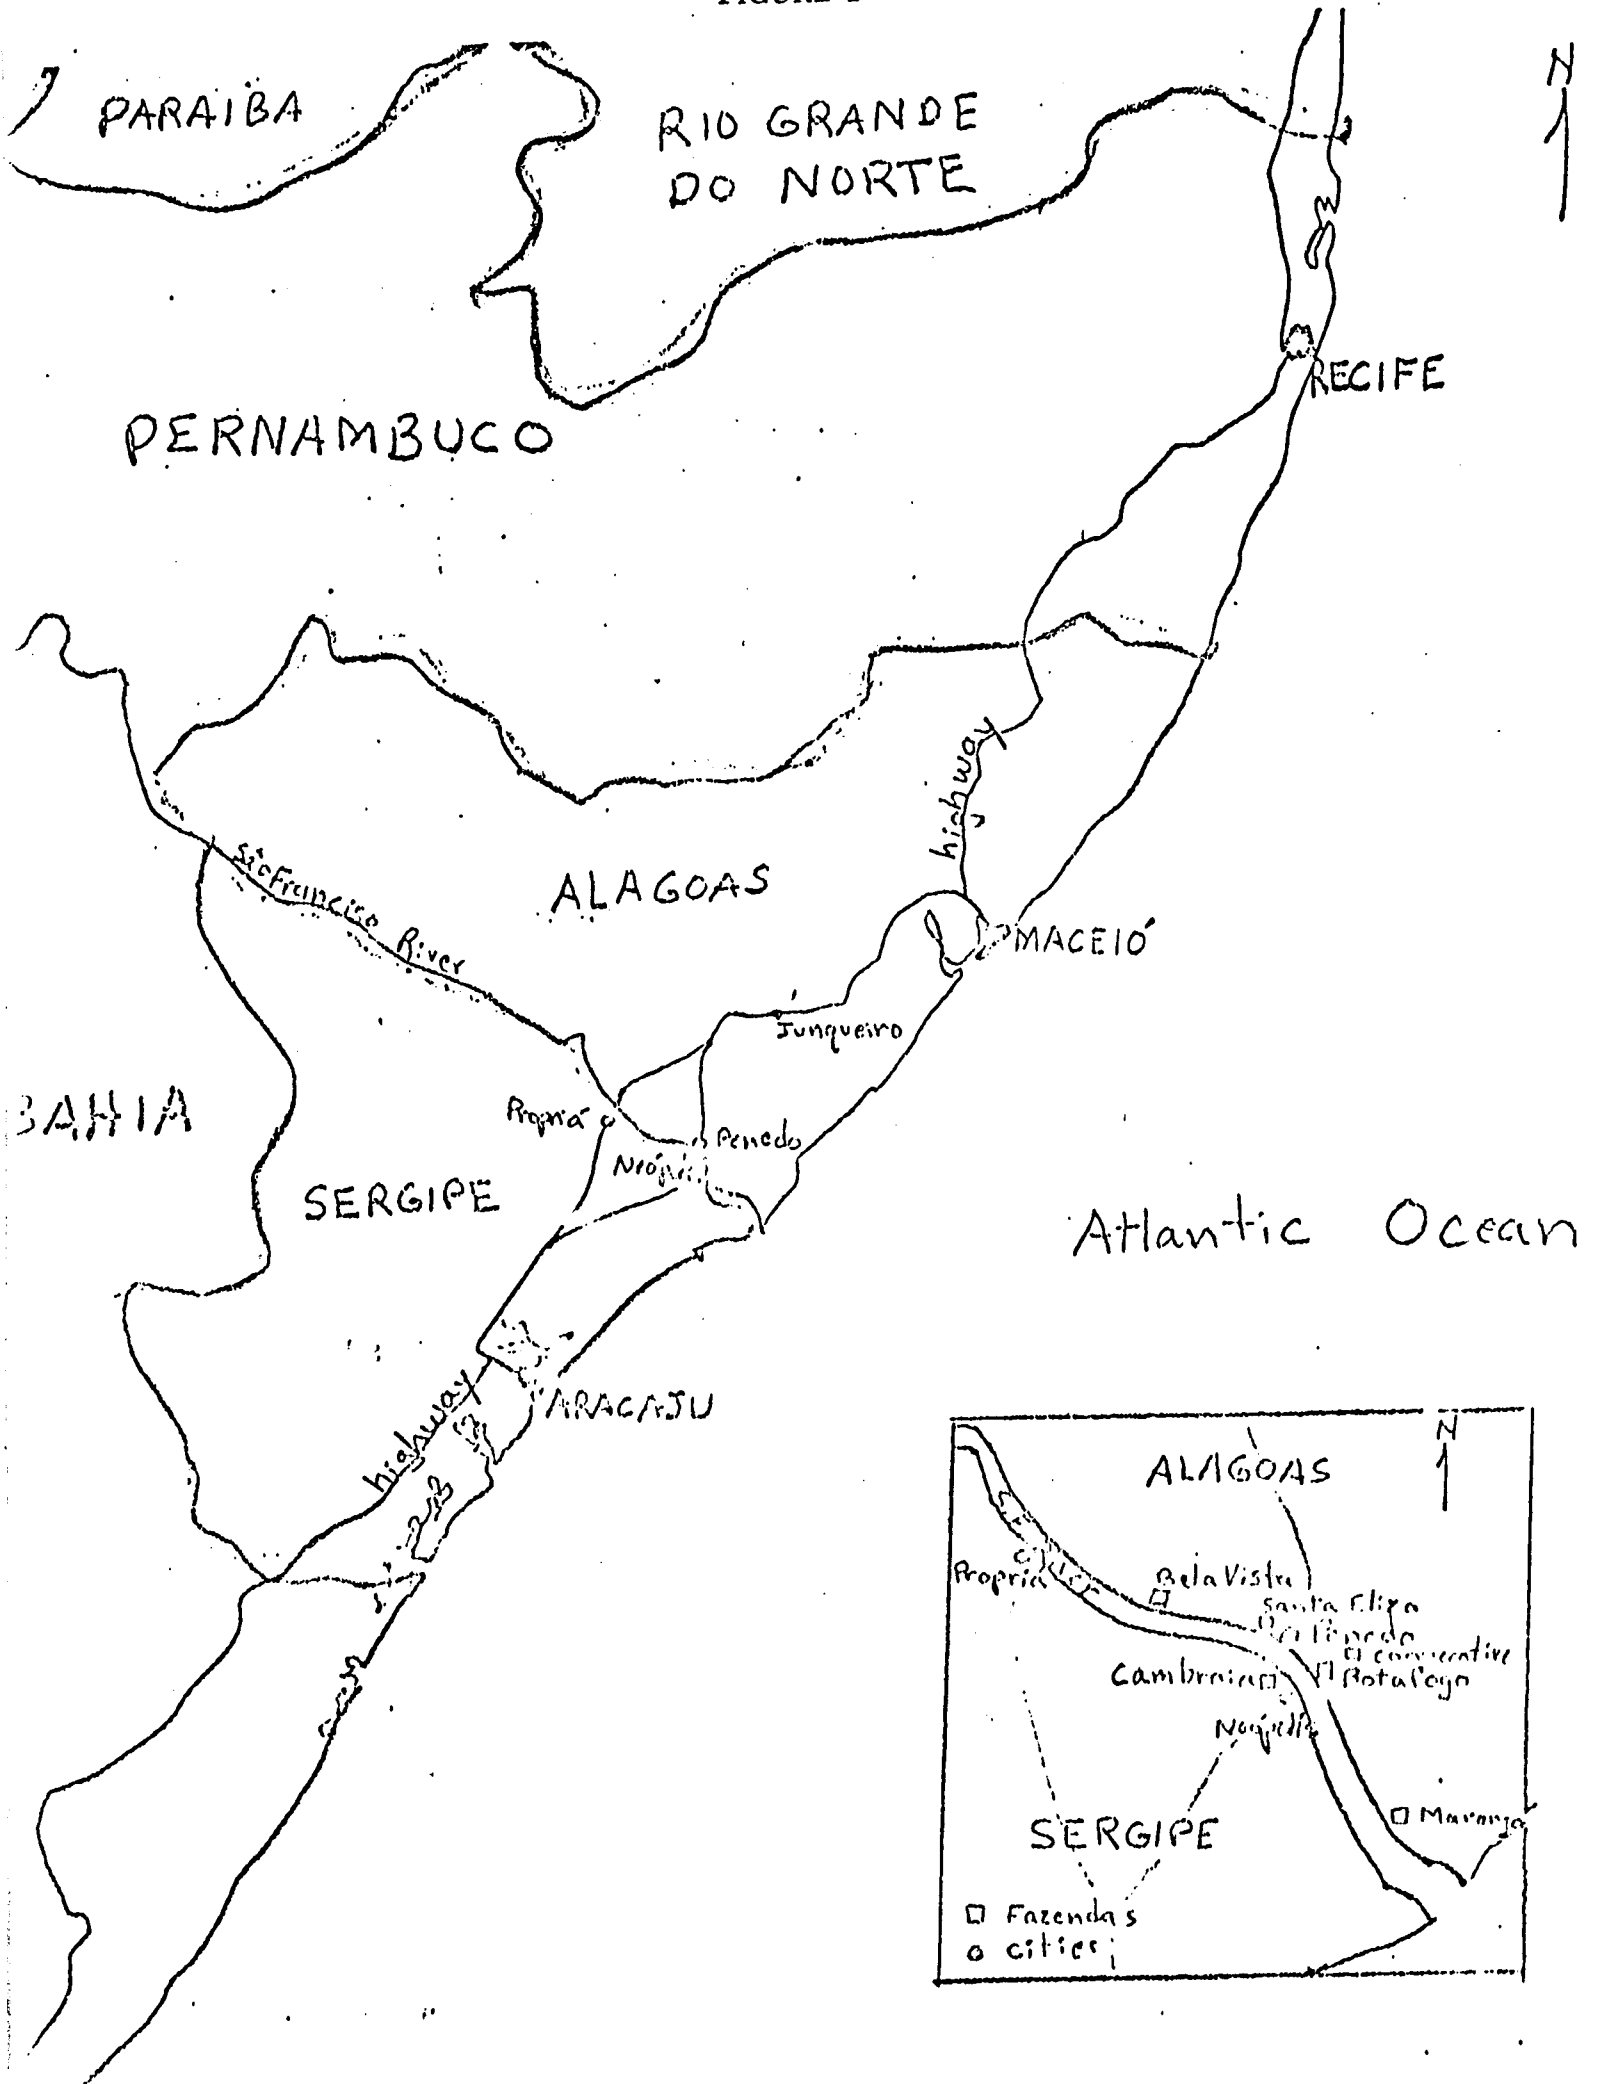 PARAIBA
RIO GRANDE
DO NORTE
N
RECIFE
PERNAMBUCO
highway
São Francisco River
ALAGOAS
MACEIÓ
Junqueiro
BAHIA
Propriá
Penedo
SERGIPE
Atlantic Ocean
ARACAJU
highway
N
ALAGOAS
Propriá
Bela Vista
Santa Eliza
Penedo
cooperative
Cambraia
Botafogo
SERGIPE
Fazendas
cities